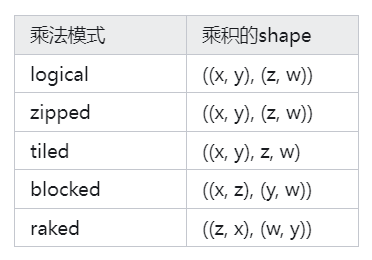 乘法模式 乘积的shape
logical ((x, y), (z, w))
zipped ((x, y), (z, w))
tiled ((x, y), z, w)
blocked ((x, z), (y, w))
raked ((z, x), (w, y))